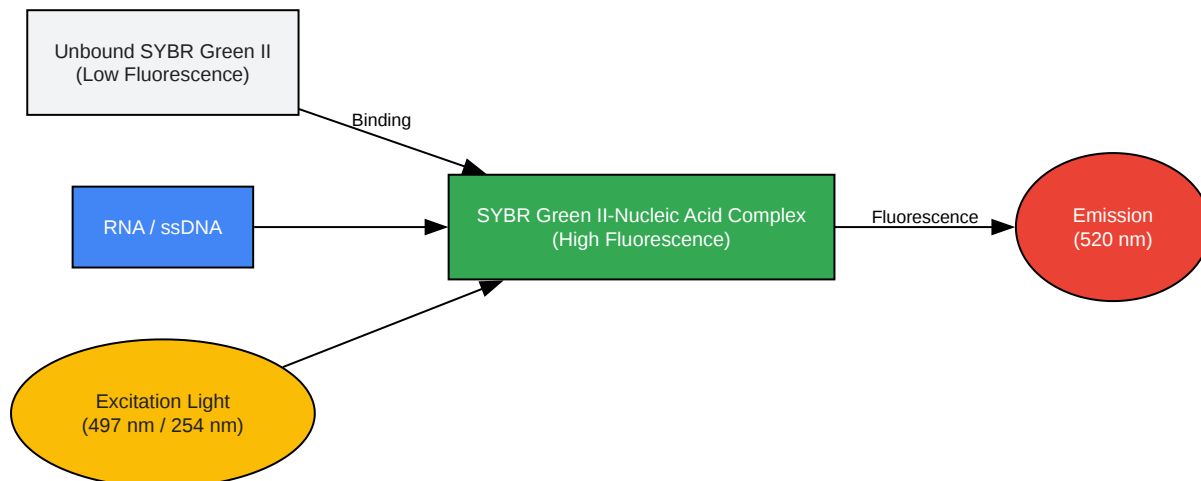 Unbound SYBR Green II
(Low Fluorescence)
Binding
RNA / ssDNA
SYBR Green II-Nucleic Acid Complex
(High Fluorescence)
Fluorescence
Emission
(520 nm)
Excitation Light
(497 nm / 254 nm)